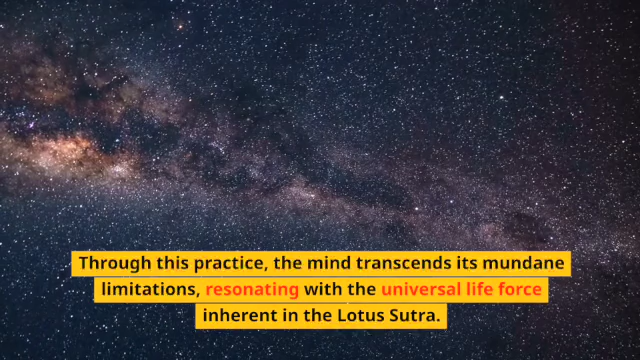 Through this practice, the mind transcends its mundane
limitations, resonating with the universal life force
inherent in the Lotus Sutra.